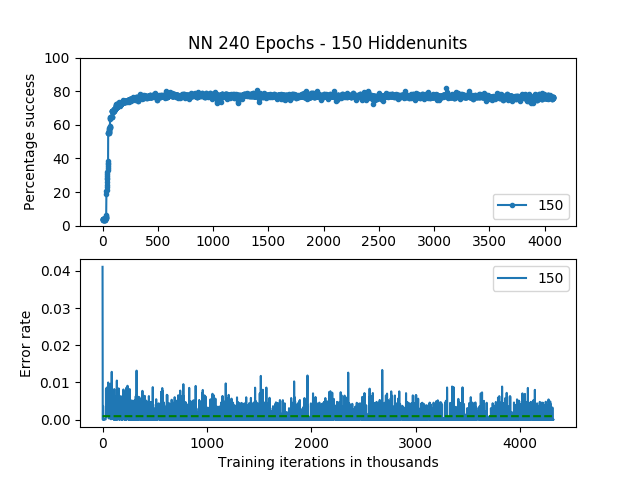 NN 240 Epochs - 150 Hiddenunits
Percentage success
100
80
60
40
20
0
150
0 500 1000 1500 2000 2500 3000 3500 4000
Error rate
0.04
0.03
0.02
0.01
0.00
150
0 1000 2000 3000 4000
Training iterations in thousands